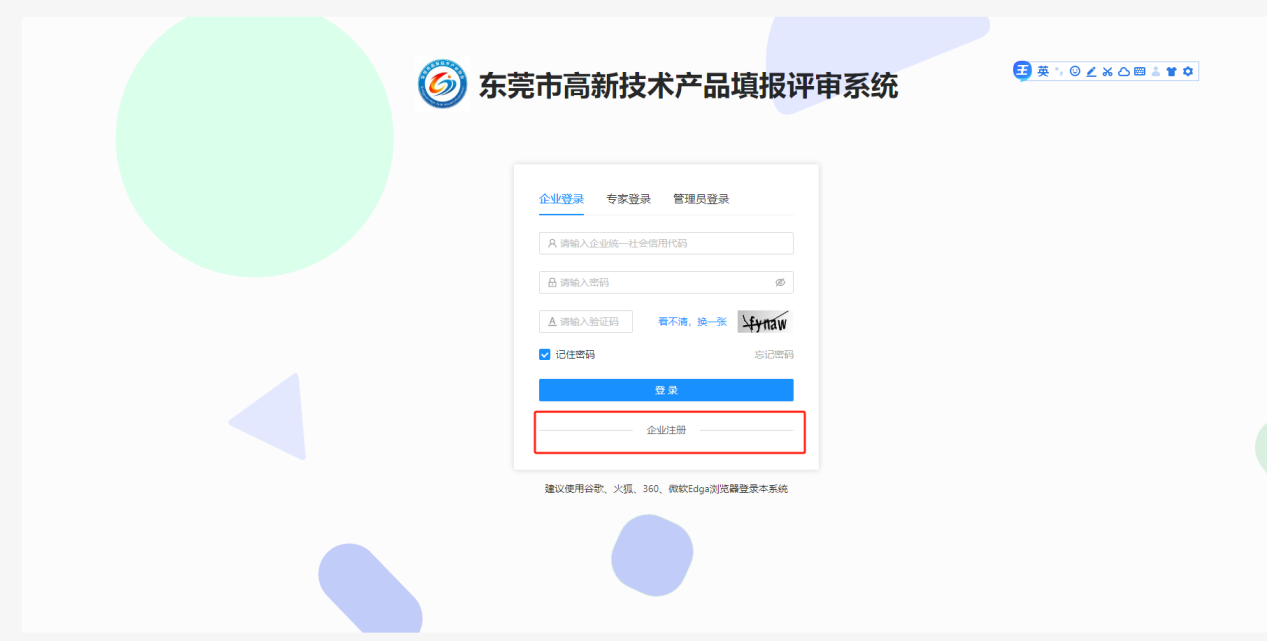 东莞市高新技术产品填报评审系统
王 英
企业登录 专家登录 管理员登录
请输入企业统一社会信用代码
请输入密码
请输入验证码 看不清，换一张 fynaw
记住密码 忘记密码
登 录
企业注册
建议使用谷歌、火狐、360、微软Edga浏览器登录本系统